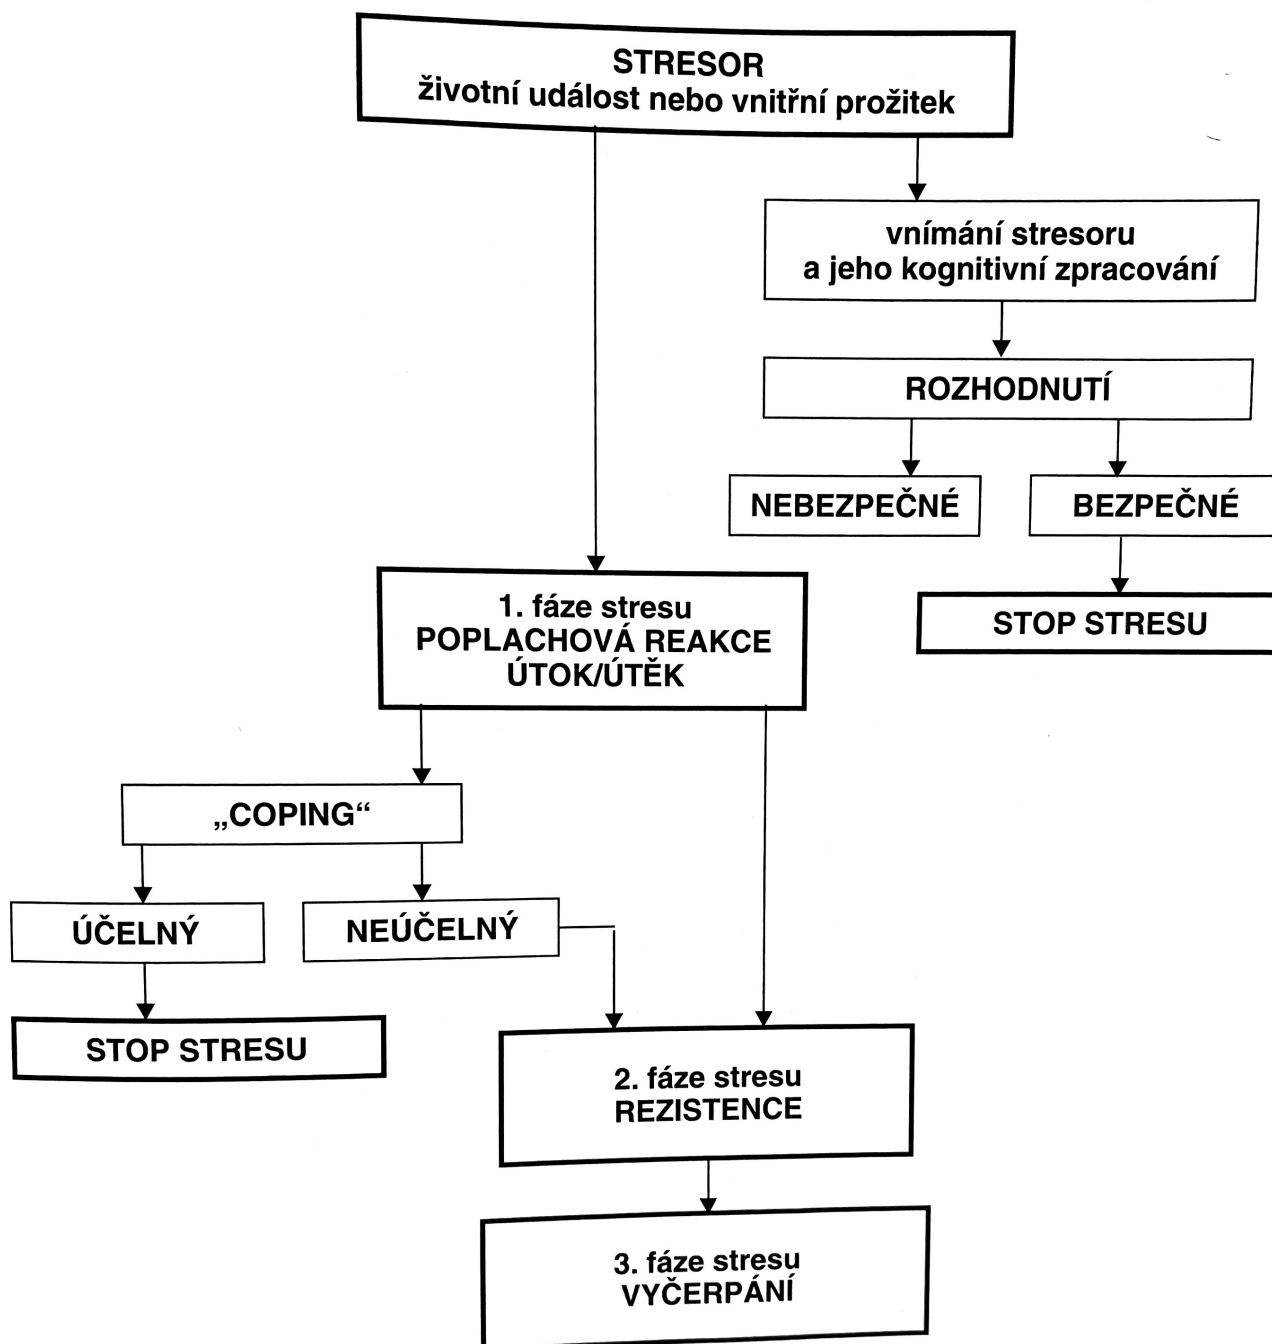 STRESOR
životní událost nebo vnitřní prožitek
vnímání stresoru
a jeho kognitivní zpracování
ROZHODNUTÍ
NEBEZPEČNÉ
BEZPEČNÉ
STOP STRESU
1. fáze stresu
POPLACHOVÁ REAKCE
ÚTOK/ÚTĚK
„COPING“
ÚČELNÝ
NEÚČELNÝ
STOP STRESU
2. fáze stresu
REZISTENCE
3. fáze stresu
VYČERPÁNÍ